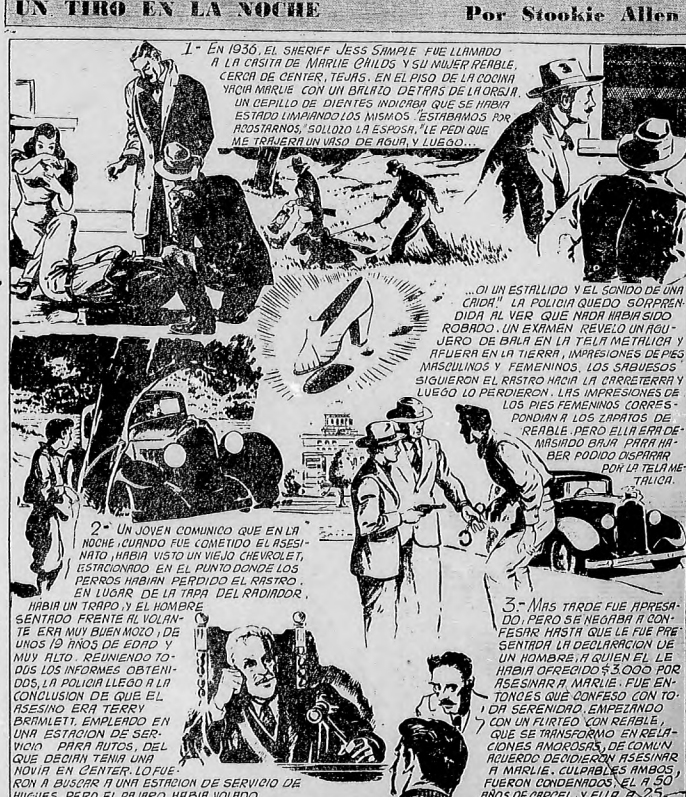 UN TIRO EN LA NOCHE
Por Stookie Allen
1- EN 1936, EL SHERIFF JESS SAMPLE FUE LLAMADO
A LA CASITA DE MARLIE CHILDS Y SU MUJER REABLE,
CERCA DE CENTER, TEJAS. EN EL PISO DE LA COCINA
YACIA MARLIE CON UN BALAZO DETRAS DE LA OREJA.
UN CEPILLO DE DIENTES INDICABA QUE SE HABIA
ESTADO LIMPIANDO LOS MISMOS. "ESTABAMOS POR
ACOSTARNOS," SOLLOZO LA ESPOSA, "LE PEDI QUE
ME TRAJERA UN VASO DE AGUA, Y LUEGO...
...OI UN ESTALLIDO Y EL SONIDO DE UNA
CAIDA." LA POLICIA QUEDO SORPREN-
DIDA AL VER QUE NADA HABIA SIDO
ROBADO. UN EXAMEN REVELO UN AGU-
JERO DE BALA EN LA TELA METALICA Y
AFUERA EN LA TIERRA, IMPRESIONES DE PIES
MASCULINOS Y FEMENINOS. LOS SABUESOS
SIGUIERON EL RASTRO HACIA LA CARRETERRA Y
LUEGO LO PERDIERON. LAS IMPRESIONES DE
LOS PIES FEMENINOS CORRES-
PONDIAN A LOS ZAPATOS DE
REABLE. PERO ELLA ERA DE-
MASIADO BAJA PARA HA-
BER PODIDO DISPARAR
POR LA TELA ME-
TALICA.
2- UN JOVEN COMUNICO QUE EN LA
NOCHE, CUANDO FUE COMETIDO EL ASESI-
NATO, HABIA VISTO UN VIEJO CHEVROLET,
ESTACIONADO EN EL PUNTO DONDE LOS
PERROS HABIAN PERDIDO EL RASTRO.
EN LUGAR DE LA TAPA DEL RADIADOR,
HABIA UN TRAPO, Y EL HOMBRE
SENTADO FRENTE AL VOLAN-
TE ERA MUY BUEN MOZO, DE
UNOS 19 AÑOS DE EDAD Y
MUY ALTO. REUNIENDO TO-
DOS LOS INFORMES OBTENI-
DOS, LA POLICIA LLEGO A LA
CONCLUSION DE QUE EL
ASESINO ERA TERRY
BRAMLETT, EMPLEADO EN
UNA ESTACION DE SER-
VICIO PARA AUTOS, DEL
QUE DECIAN TENIA UNA
NOVIA EN CENTER. LO FUE-
RON A BUSCAR A UNA ESTACION DE SERVICIO DE
HUGUES, PERO EL PAJARO HABIA VOLADO.
3- MAS TARDE FUE APRESA-
DO, PERO SE NEGABA A CON-
FESAR HASTA QUE LE FUE PRE-
SENTADA LA DECLARACION DE
UN HOMBRE, A QUIEN EL LE
HABIA OFRECIDO $3.000 POR
ASESINAR A MARLIE. FUE EN-
TONCES QUE CONFESO CON TO-
DA SERENIDAD. EMPEZANDO
CON UN FLIRTEO CON REABLE,
QUE SE TRANSFORMO EN RELA-
CIONES AMOROSAS, DE COMUN
ACUERDO DECIDIERON ASESINAR
A MARLIE. CULPABLES AMBOS,
FUERON CONDENADOS, EL A 50
AÑOS DE CARCEL, Y ELLA A 25